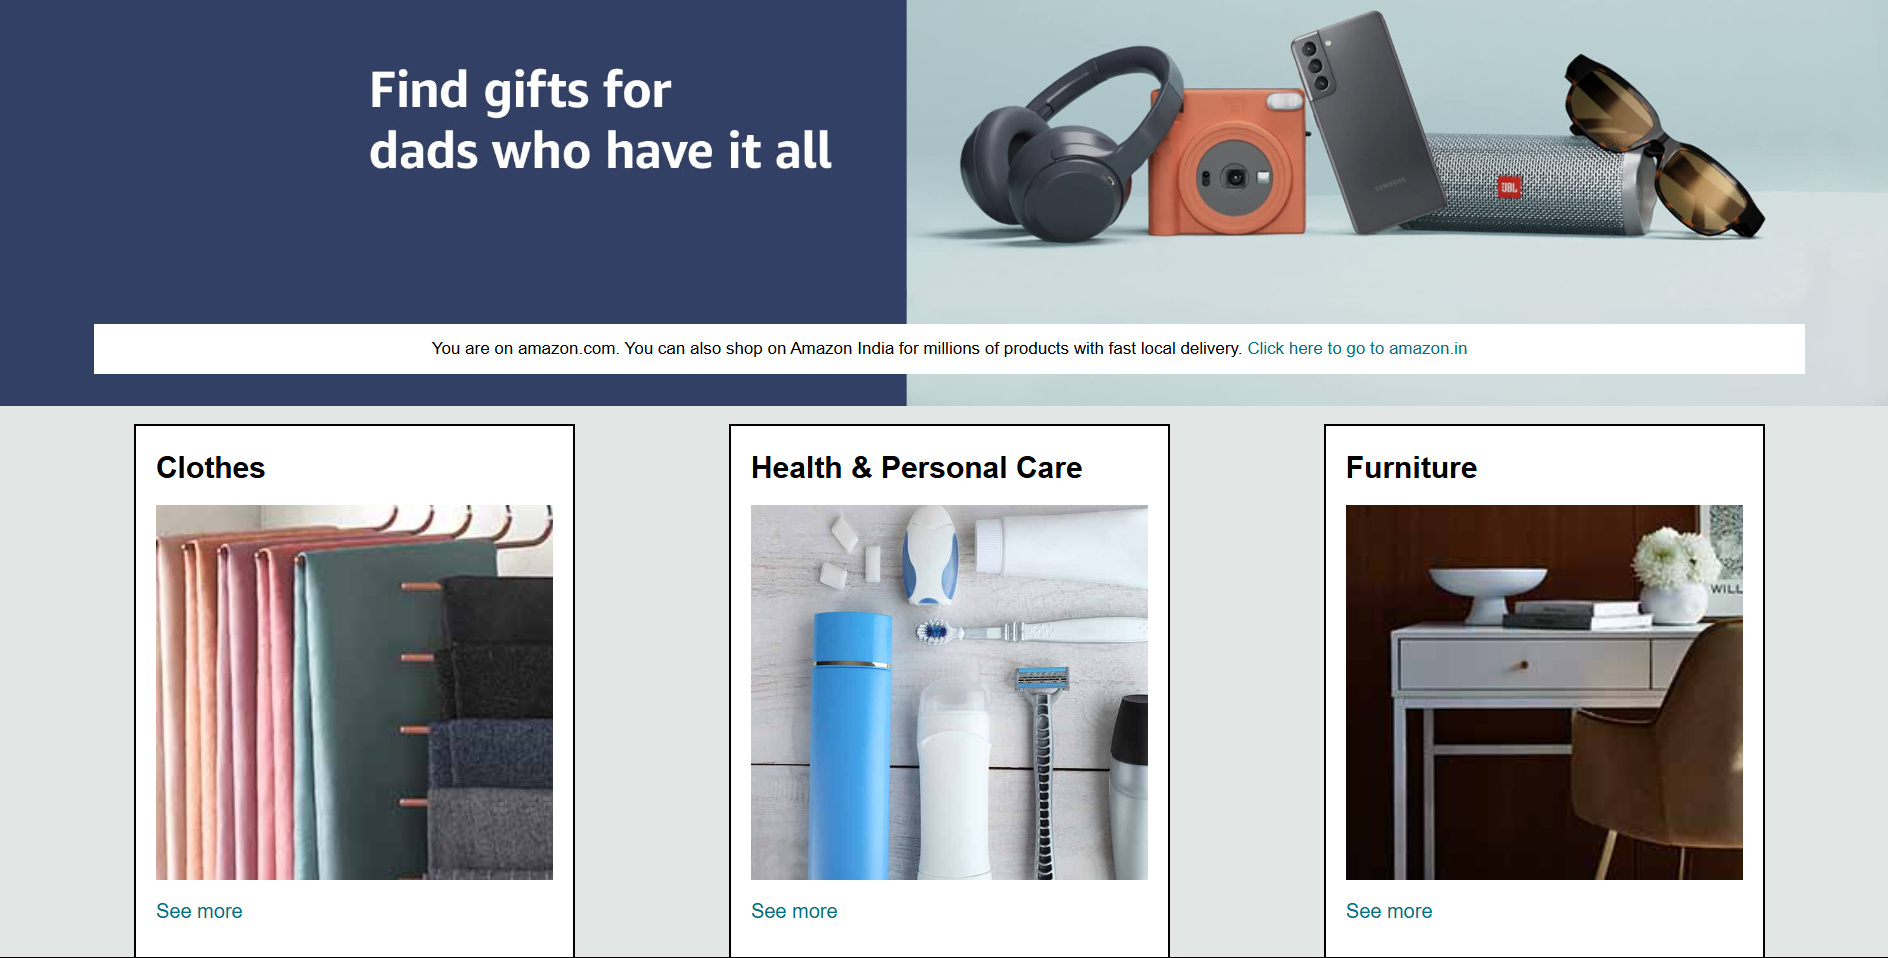 Find gifts for
dads who have it all
SAMSUNG
JBL
You are on amazon.com. You can also shop on Amazon India for millions of products with fast local delivery. Click here to go to amazon.in
Clothes
Health & Personal Care
Furniture
WILL
See more
See more
See more